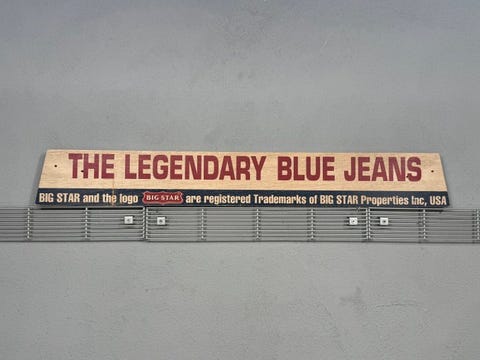 THE LEGENDARY BLUE JEANS
BIG STAR and the logo BIG STAR are registered Trademarks of BIG STAR Properties Inc, USA